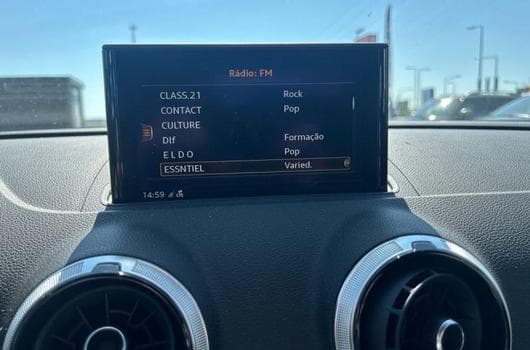 Rádio: FM
CLASS.21 Rock
CONTACT Pop
CULTURE
Dlf Formação
E L D O Pop
ESSNTIEL Varied.
14:59